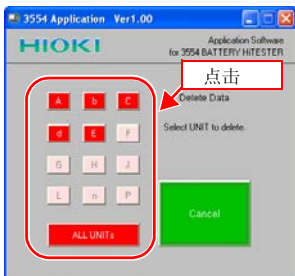 3554 Application Ver1.00
HIOKI
Application Software
for 3554 BATTERY HiTESTER
点击
Delete Data
Select UNIT to delete.
A b C
d E F
G H J
L n P
ALL UNITs
Cancel